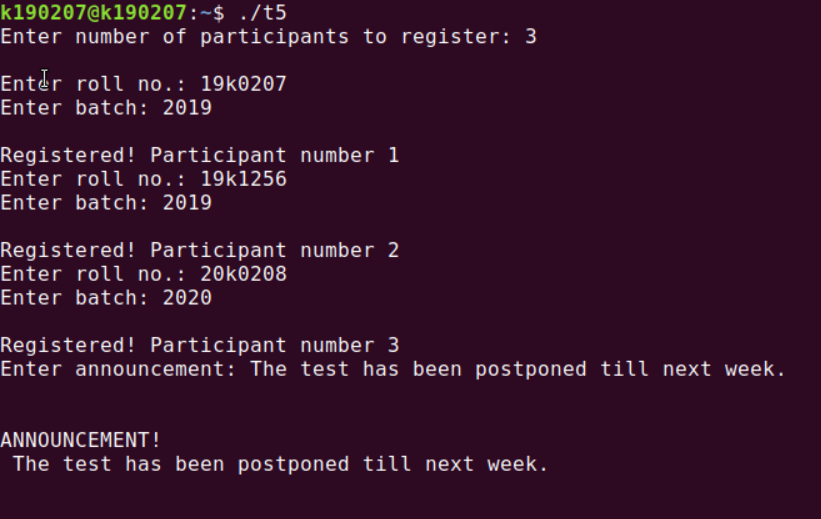 k190207@k190207:~$ ./t5
Enter number of participants to register: 3
Enter roll no.: 19k0207
Enter batch: 2019
Registered! Participant number 1
Enter roll no.: 19k1256
Enter batch: 2019
Registered! Participant number 2
Enter roll no.: 20k0208
Enter batch: 2020
Registered! Participant number 3
Enter announcement: The test has been postponed till next week.
ANNOUNCEMENT!
The test has been postponed till next week.